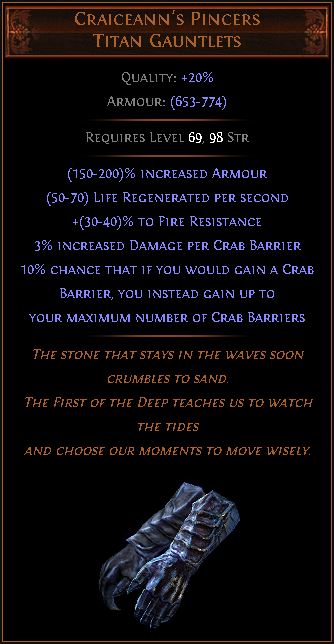 Craiceann's Pincers
Titan Gauntlets
Quality: +20%
Armour: (653-774)
Requires Level 69, 98 Str
(150-200)% increased Armour
(50-70) Life Regenerated per second
+(30-40)% to Fire Resistance
3% increased Damage per Crab Barrier
10% chance that if you would gain a Crab
Barrier, you instead gain up to
your maximum number of Crab Barriers
The stone that stays in the waves soon
crumbles to sand.
The First of the Deep teaches us to watch
the tides
and choose our moments to move wisely.